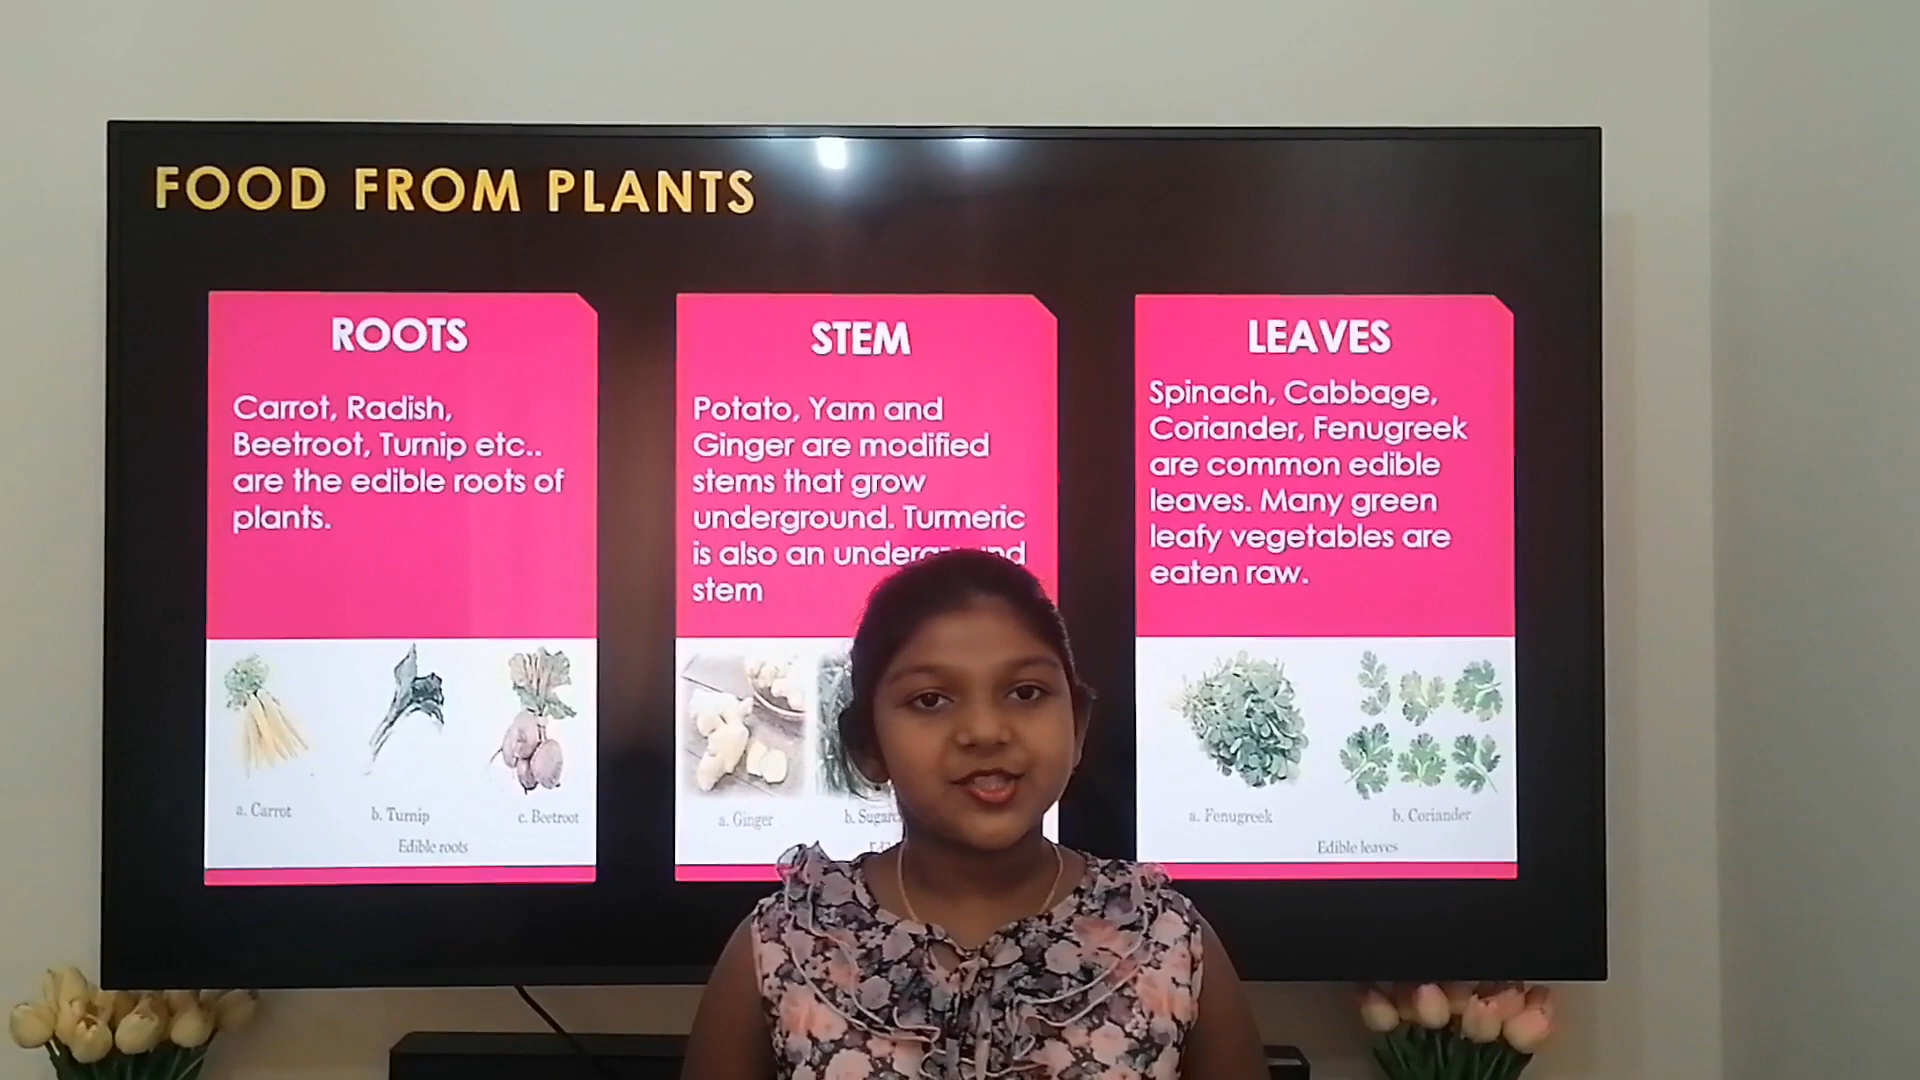 FOOD FROM PLANTS
ROOTS
Carrot, Radish,
Beetroot, Turnip etc..
are the edible roots of
plants.
a. Carrot
b. Turnip
c. Beetroot
Edible roots
STEM
Potato, Yam and
Ginger are modified
stems that grow
underground. Turmeric
is also an
stem
a. Ginger
b.
LEAVES
Spinach, Cabbage,
Coriander, Fenugreek
are common edible
leaves. Many green
leafy vegetables are
eaten raw.
a. Fenugreek
b. Coriander
Edible leaves